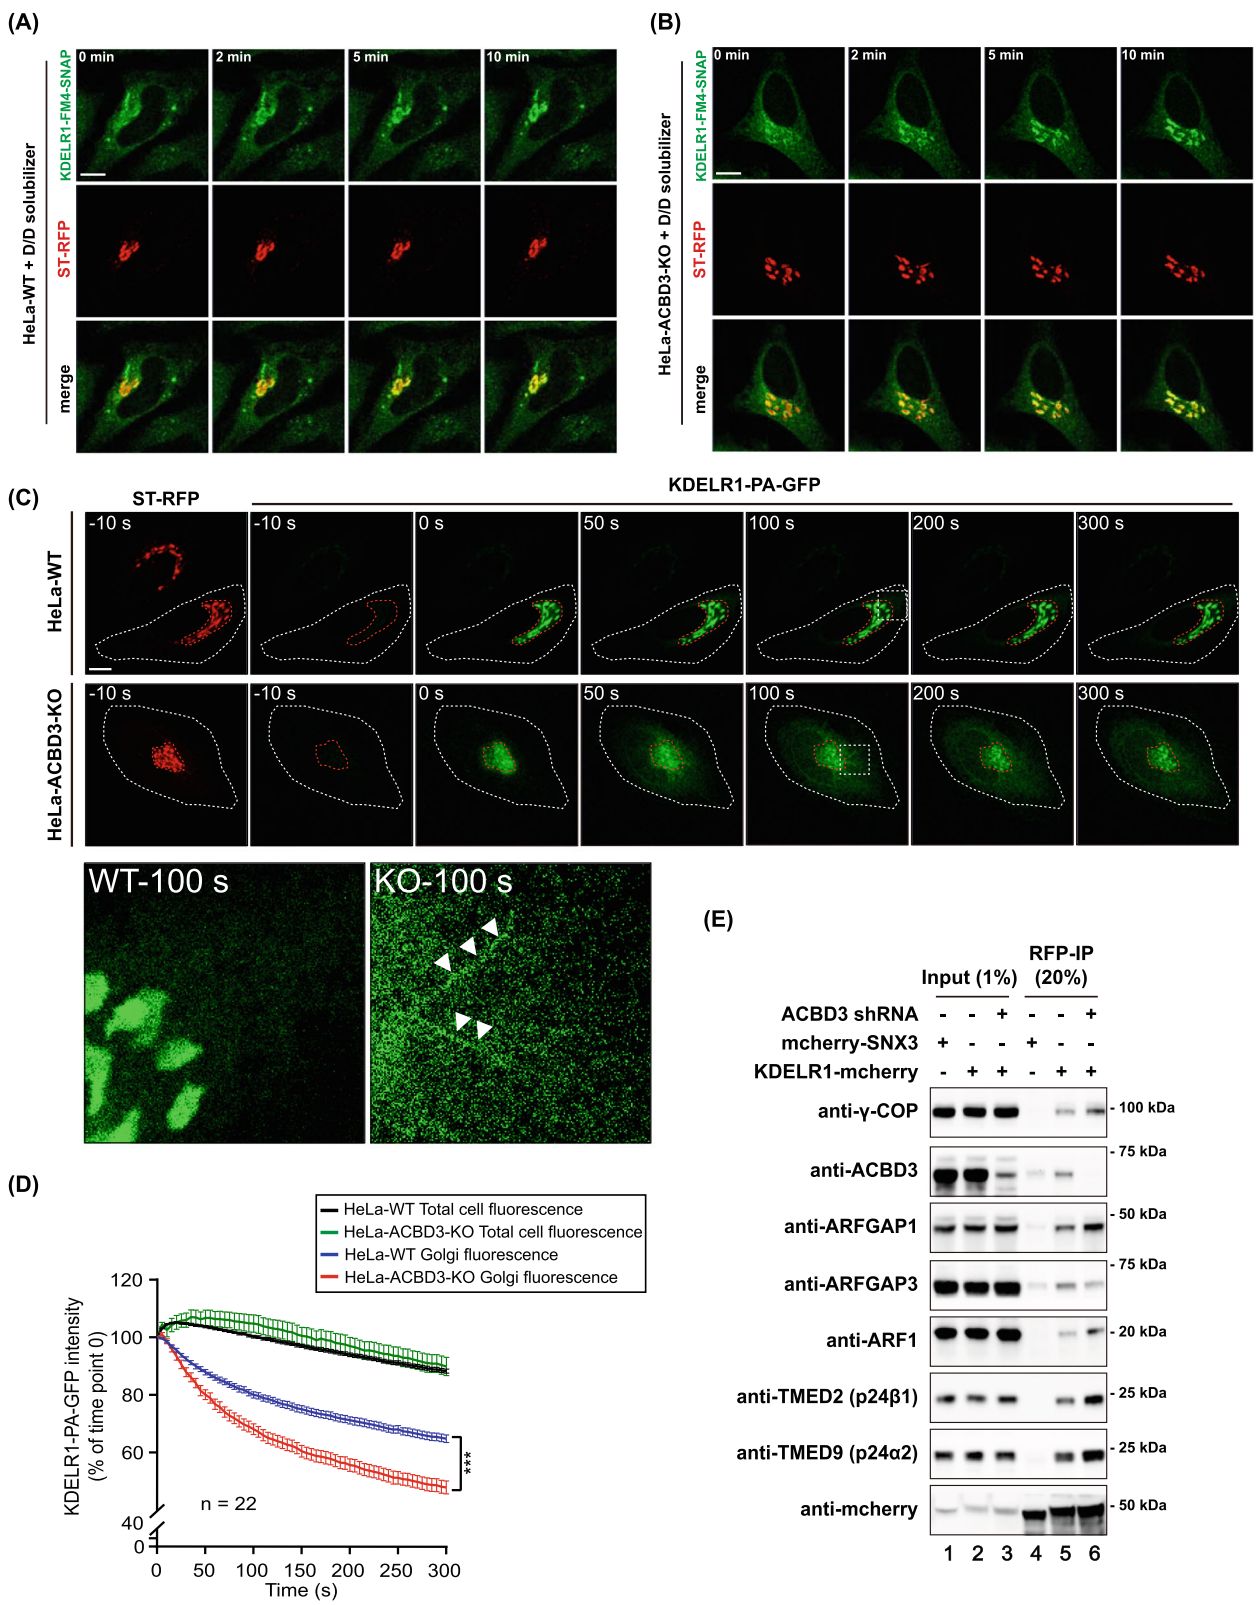 (A)
HeLa-WT + D/D solubilizer
KDELR1-FM4-SNAP
0 min
2 min
5 min
10 min
ST-RFP
merge
(B)
HeLa-ACBD3-KO + D/D solubilizer
KDELR1-FM4-SNAP
0 min
2 min
5 min
10 min
ST-RFP
merge
(C)
ST-RFP
KDELR1-PA-GFP
HeLa-WT
-10 s
-10 s
0 s
50 s
100 s
200 s
300 s
HeLa-ACBD3-KO
-10 s
-10 s
0 s
50 s
100 s
200 s
300 s
WT-100 s
KO-100 s
(D)
HeLa-WT Total cell fluorescence
HeLa-ACBD3-KO Total cell fluorescence
HeLa-WT Golgi fluorescence
HeLa-ACBD3-KO Golgi fluorescence
KDELR1-PA-GFP intensity
(% of time point 0)
120
100
80
60
40
0
***
n = 22
0 50 100 150 200 250 300
Time (s)
(E)
Input (1%)
RFP-IP
(20%)
ACBD3 shRNA - - + - - +
mcherry-SNX3 + - - + - -
KDELR1-mcherry - + + - + +
anti-γ-COP - 100 kDa
- 75 kDa
anti-ACBD3
anti-ARFGAP1 - 50 kDa
- 75 kDa
anti-ARFGAP3
anti-ARF1 - 20 kDa
anti-TMED2 (p24β1) - 25 kDa
anti-TMED9 (p24α2) - 25 kDa
anti-mcherry - 50 kDa
1 2 3 4 5 6